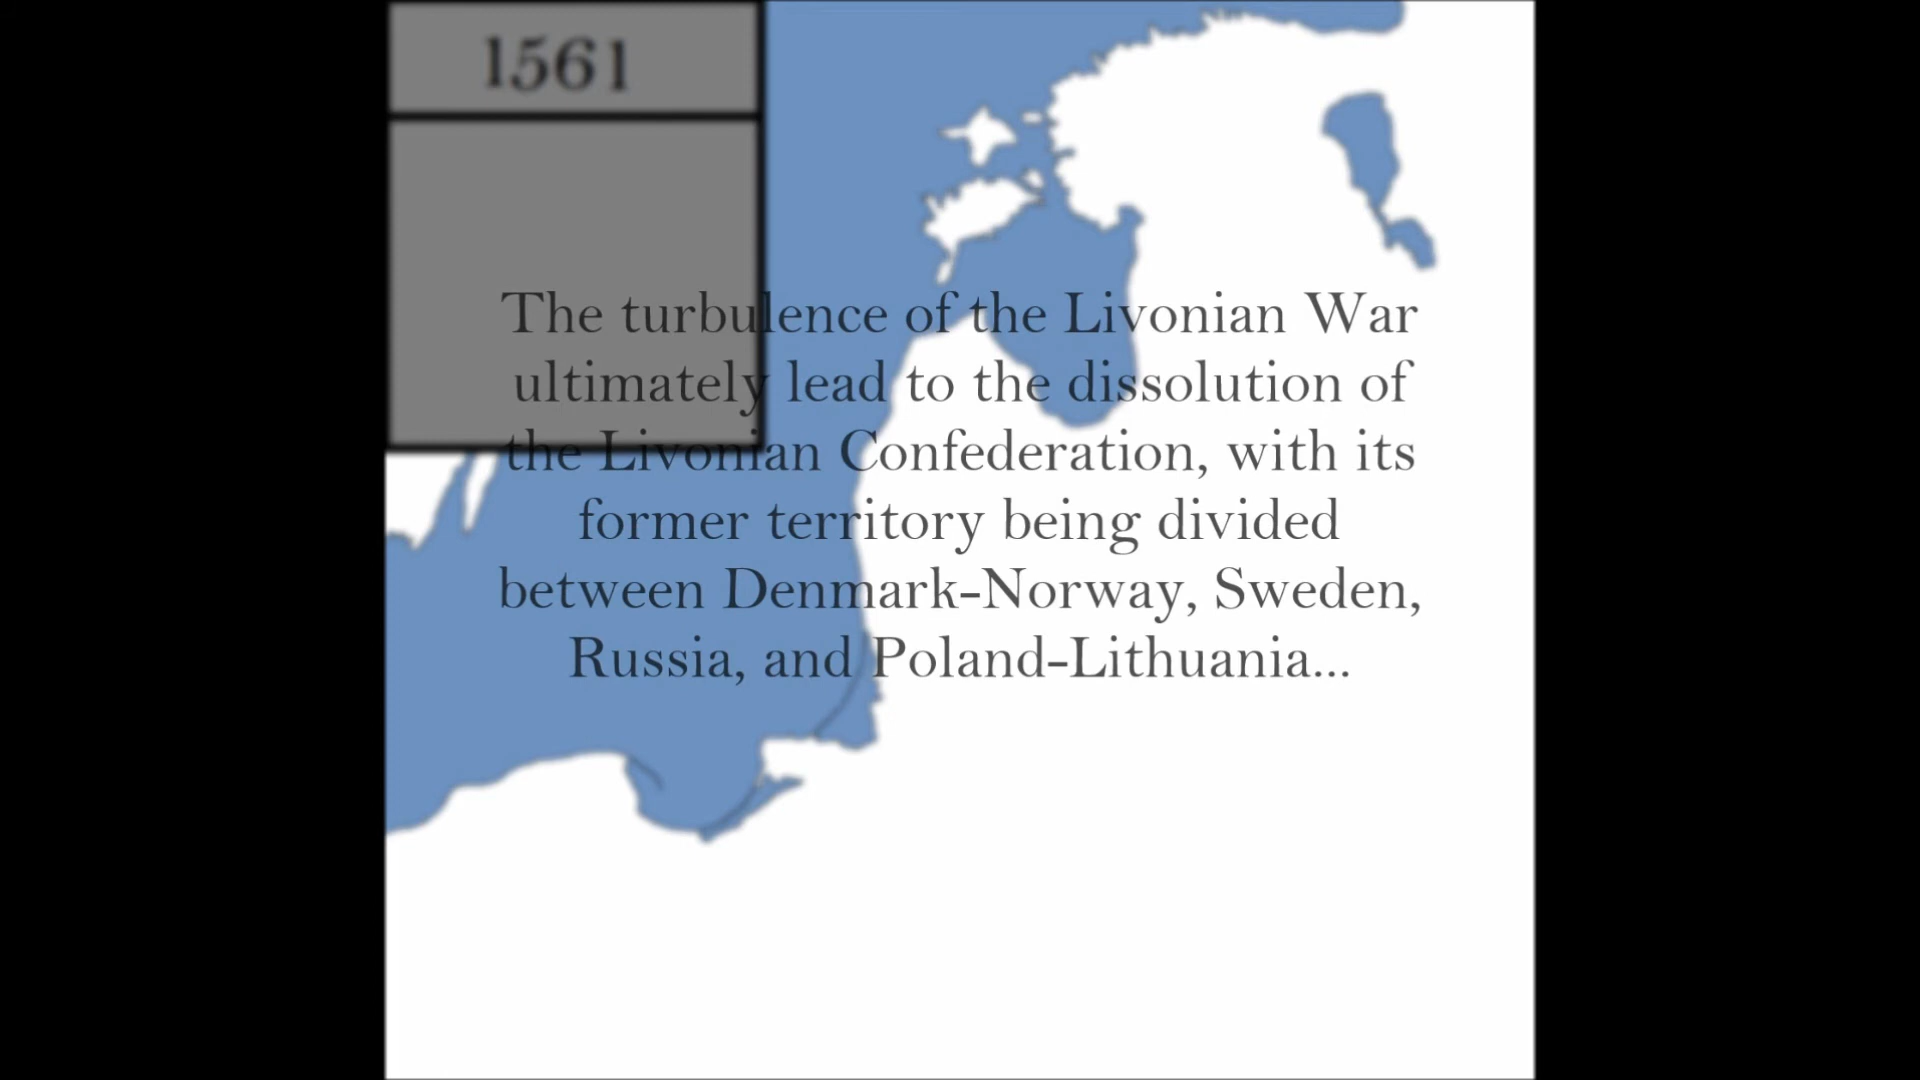 1561
The turbulence of the Livonian War
ultimately lead to the dissolution of
the Livonian Confederation, with its
former territory being divided
between Denmark-Norway, Sweden,
Russia, and Poland-Lithuania...